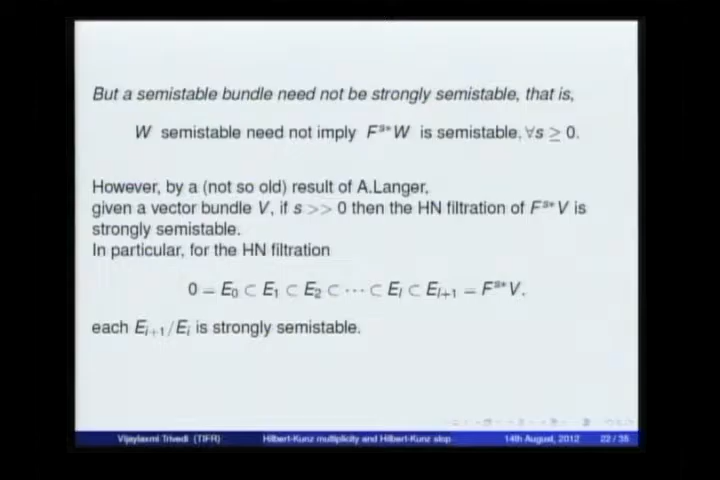 But a semistable bundle need not be strongly semistable, that is,
W semistable need not imply F^{s*}W is semistable, ∀s ≥ 0.
However, by a (not so old) result of A.Langer,
given a vector bundle V, if s >> 0 then the HN filtration of F^{s*}V is
strongly semistable.
In particular, for the HN filtration
0 = E_0 ⊂ E_1 ⊂ E_2 ⊂ ⋯ ⊂ E_l ⊂ E_{l+1} = F^{s*}V.
each E_{i+1}/E_i is strongly semistable.
Vijaylaxmi Trivedi (TIFR) Hilbert-Kunz multiplicity and Hilbert-Kunz slop 14th August, 2012 22 / 35